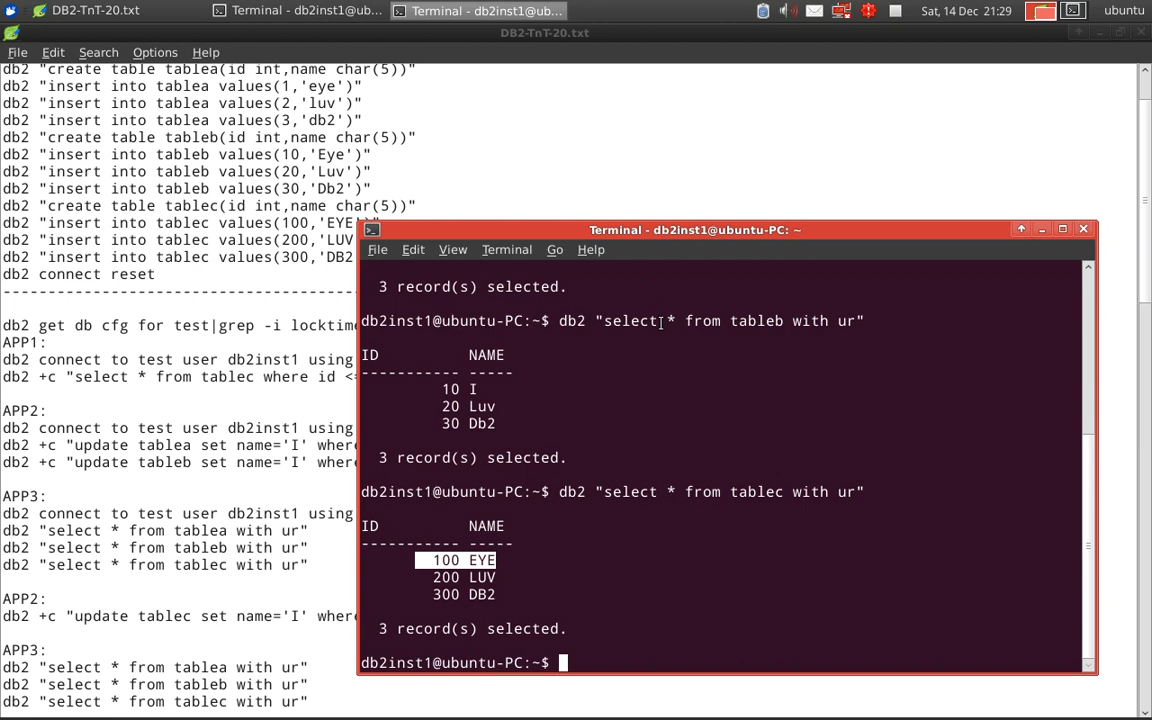 DB2-TnT-20.txt
Terminal - db2inst1@ub...
Terminal - db2inst1@ub...
Sat, 14 Dec 21:29
ubuntu
DB2-TnT-20.txt
File Edit Search Options Help
db2 "create table tablea(id int,name char(5))"
db2 "insert into tablea values(1,'eye')"
db2 "insert into tablea values(2,'luv')"
db2 "insert into tablea values(3,'db2')"
db2 "create table tableb(id int,name char(5))"
db2 "insert into tableb values(10,'Eye')"
db2 "insert into tableb values(20,'Luv')"
db2 "insert into tableb values(30,'Db2')"
db2 "create table tablec(id int,name char(5))"
db2 "insert into tablec values(100,'EYE')"
db2 "insert into tablec values(200,'LUV
db2 "insert into tablec values(300,'DB2
db2 connect reset
----------------------------------------
db2 get db cfg for test|grep -i locktime
APP1:
db2 connect to test user db2inst1 using
db2 +c "select * from tablec where id <=
APP2:
db2 connect to test user db2inst1 using
db2 +c "update tablea set name='I' where
db2 +c "update tableb set name='I' where
APP3:
db2 connect to test user db2inst1 using
db2 "select * from tablea with ur"
db2 "select * from tableb with ur"
db2 "select * from tablec with ur"
APP2:
db2 +c "update tablec set name='I' where
APP3:
db2 "select * from tablea with ur"
db2 "select * from tableb with ur"
db2 "select * from tablec with ur"
Terminal - db2inst1@ubuntu-PC: ~
File Edit View Terminal Go Help
3 record(s) selected.
db2inst1@ubuntu-PC:~$ db2 "select * from tableb with ur"
ID NAME
----------- -----
10 I
20 Luv
30 Db2
3 record(s) selected.
db2inst1@ubuntu-PC:~$ db2 "select * from tablec with ur"
ID NAME
----------- -----
100 EYE
200 LUV
300 DB2
3 record(s) selected.
db2inst1@ubuntu-PC:~$